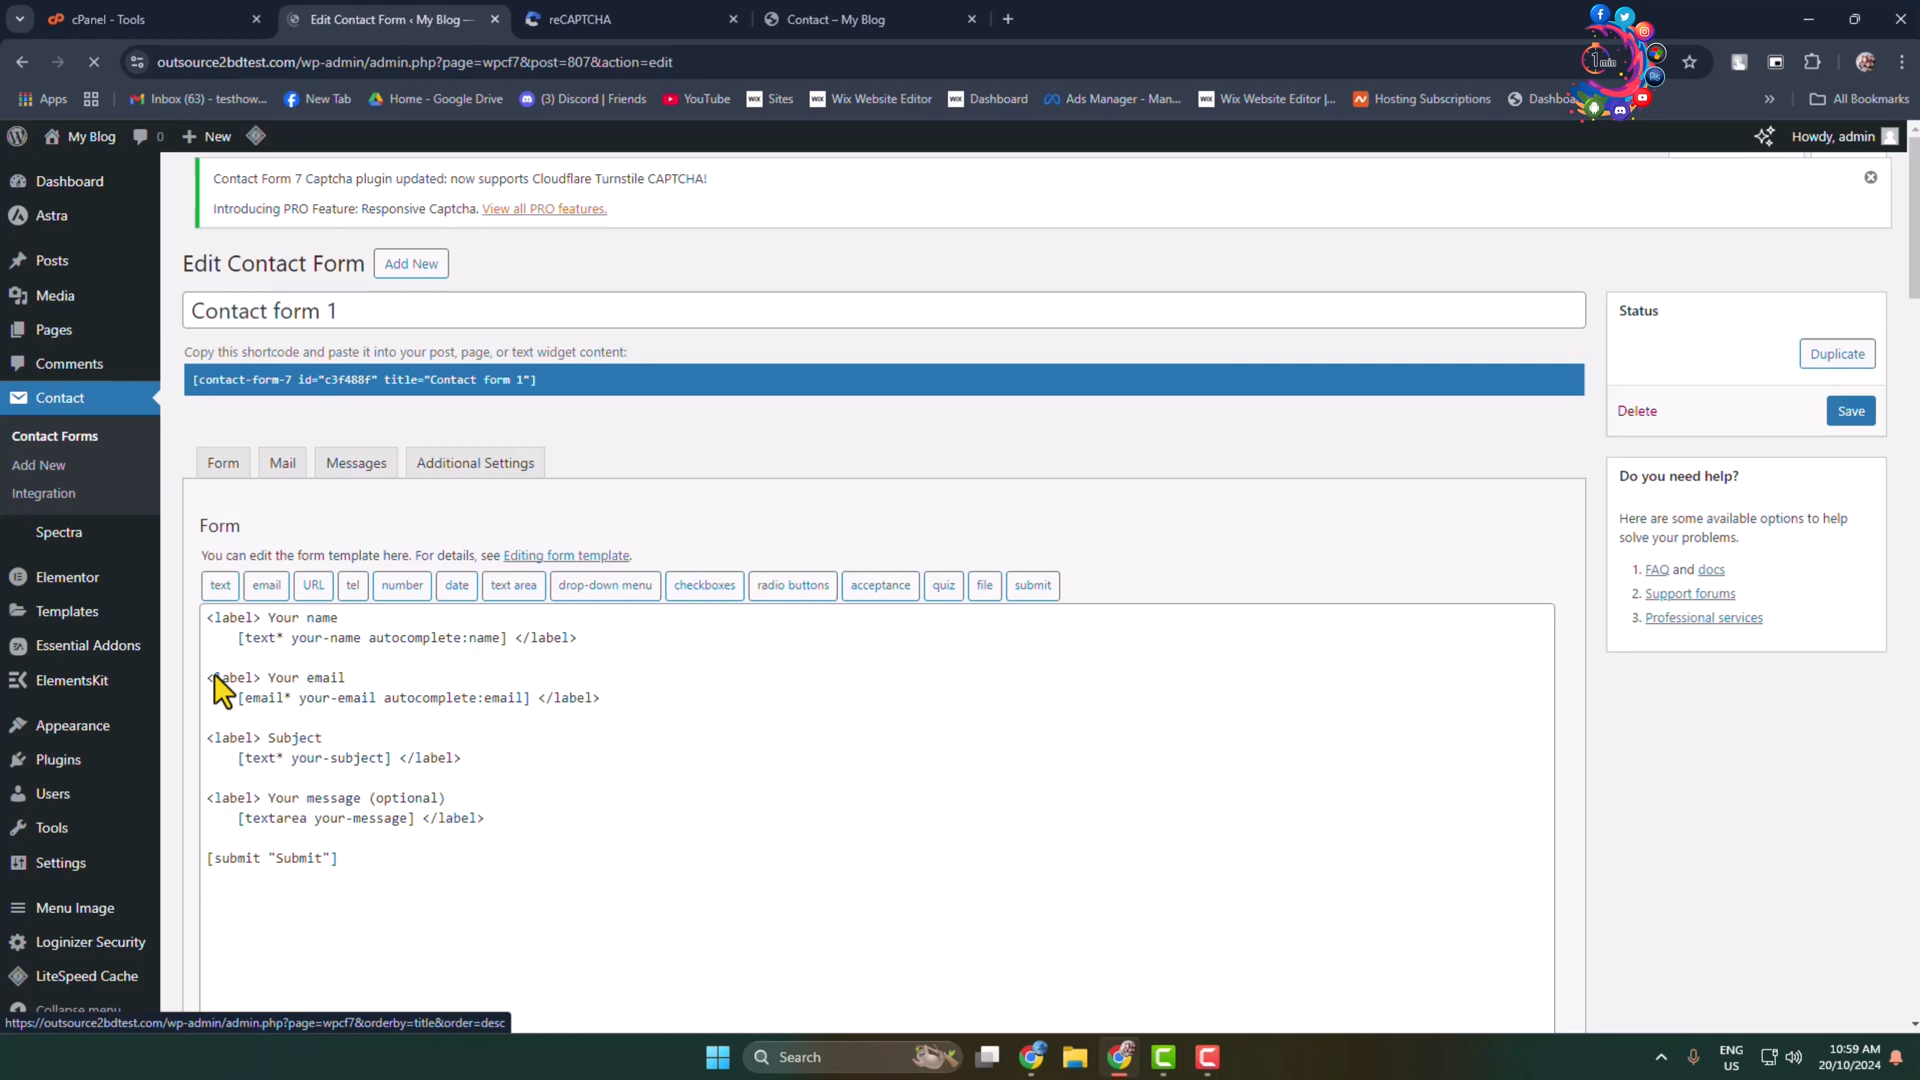 cPanel - Tools
Edit Contact Form ‹ My Blog —
reCAPTCHA
Contact – My Blog
outsource2bdtest.com/wp-admin/admin.php?page=wpcf7&post=807&action=edit
1 min
Apps
Inbox (63) - testhow...
New Tab
Home - Google Drive
(3) Discord | Friends
YouTube
Sites
Wix Website Editor
Dashboard
Ads Manager - Man...
Wix Website Editor |...
Hosting Subscriptions
All Bookmarks
My Blog
0
New
Howdy, admin
Dashboard
Astra
Posts
Media
Pages
Comments
Contact
Contact Forms
Add New
Integration
Spectra
Elementor
Templates
Essential Addons
ElementsKit
Appearance
Plugins
Users
Tools
Settings
Menu Image
Loginizer Security
LiteSpeed Cache
Collapse menu
Contact Form 7 Captcha plugin updated: now supports Cloudflare Turnstile CAPTCHA!
Introducing PRO Feature: Responsive Captcha. View all PRO features.
Edit Contact Form
Add New
Contact form 1
Copy this shortcode and paste it into your post, page, or text widget content:
[contact-form-7 id="c3f488f" title="Contact form 1"]
Form
Mail
Messages
Additional Settings
Form
You can edit the form template here. For details, see Editing form template.
text
email
URL
tel
number
date
text area
drop-down menu
checkboxes
radio buttons
acceptance
quiz
file
submit
<label> Your name
[text* your-name autocomplete:name] </label>
<label> Your email
[email* your-email autocomplete:email] </label>
<label> Subject
[text* your-subject] </label>
<label> Your message (optional)
[textarea your-message] </label>
[submit "Submit"]
Status
Duplicate
Delete
Save
Do you need help?
Here are some available options to help
solve your problems.
1. FAQ and docs
2. Support forums
3. Professional services
https://outsource2bdtest.com/wp-admin/admin.php?page=wpcf7&orderby=title&order=desc
Search
ENG
US
10:59 AM
20/10/2024